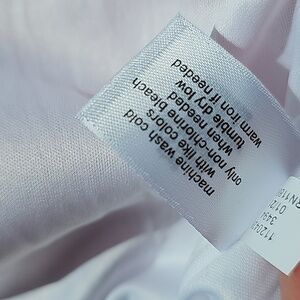 machine wash cold
with like colors
only non-chlorine bleach
when needed
tumble dry low
warm iron if needed